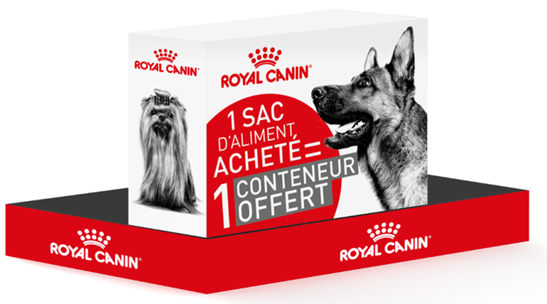 ROYAL CANIN
ROYAL CANIN
1 SAC
D'ALIMENT
ACHETÉ =
1 CONTENEUR
OFFERT
ROYAL CANIN
ROYAL CANIN